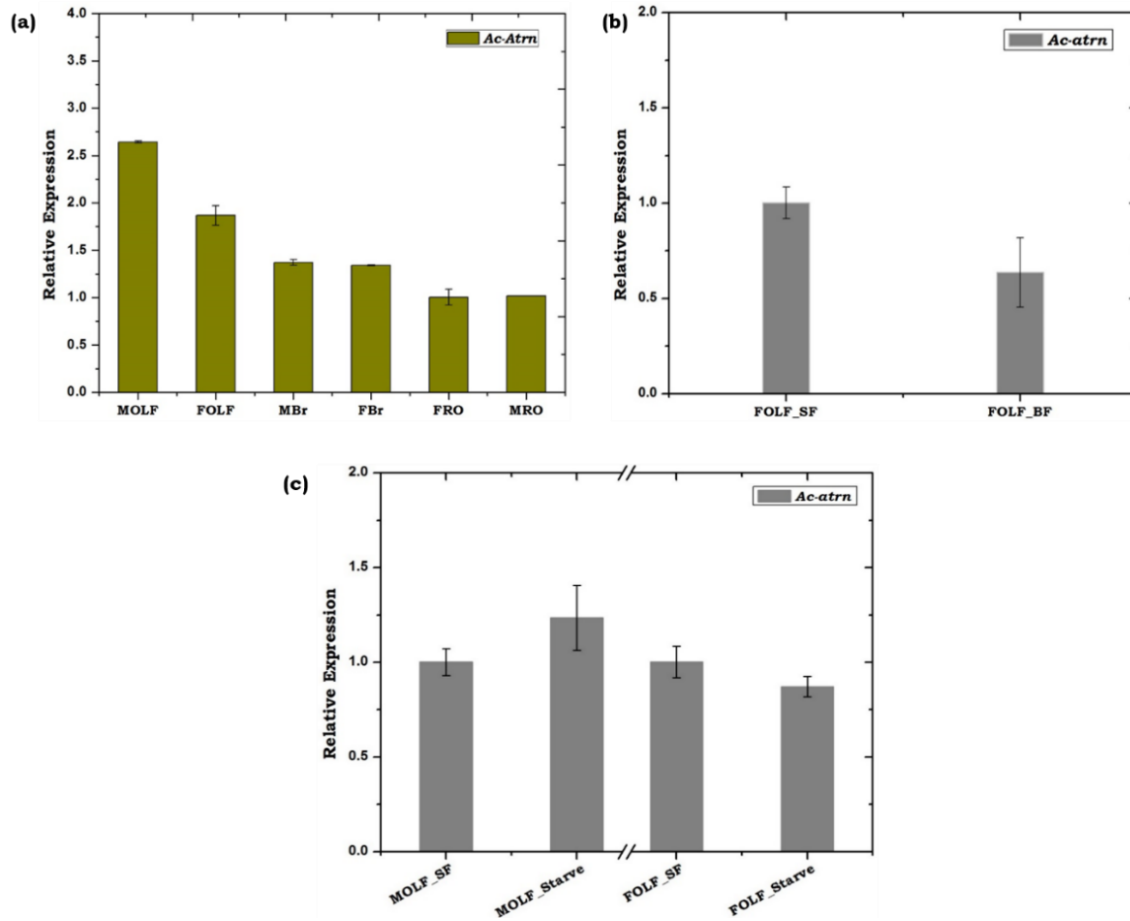 (a)
4.0
3.5
3.0
2.5
2.0
1.5
1.0
0.5
0.0
Relative Expression
Ac-Atrn
MOLF FOLF MBr FBr FRO MRO
(b)
2.0
1.5
1.0
0.5
0.0
Relative Expression
Ac-atrn
FOLF_SF FOLF_BF
(c)
2.0
1.5
1.0
0.5
0.0
Relative Expression
Ac-atrn
MOLF_SF MOLF_Starve FOLF_SF FOLF_Starve